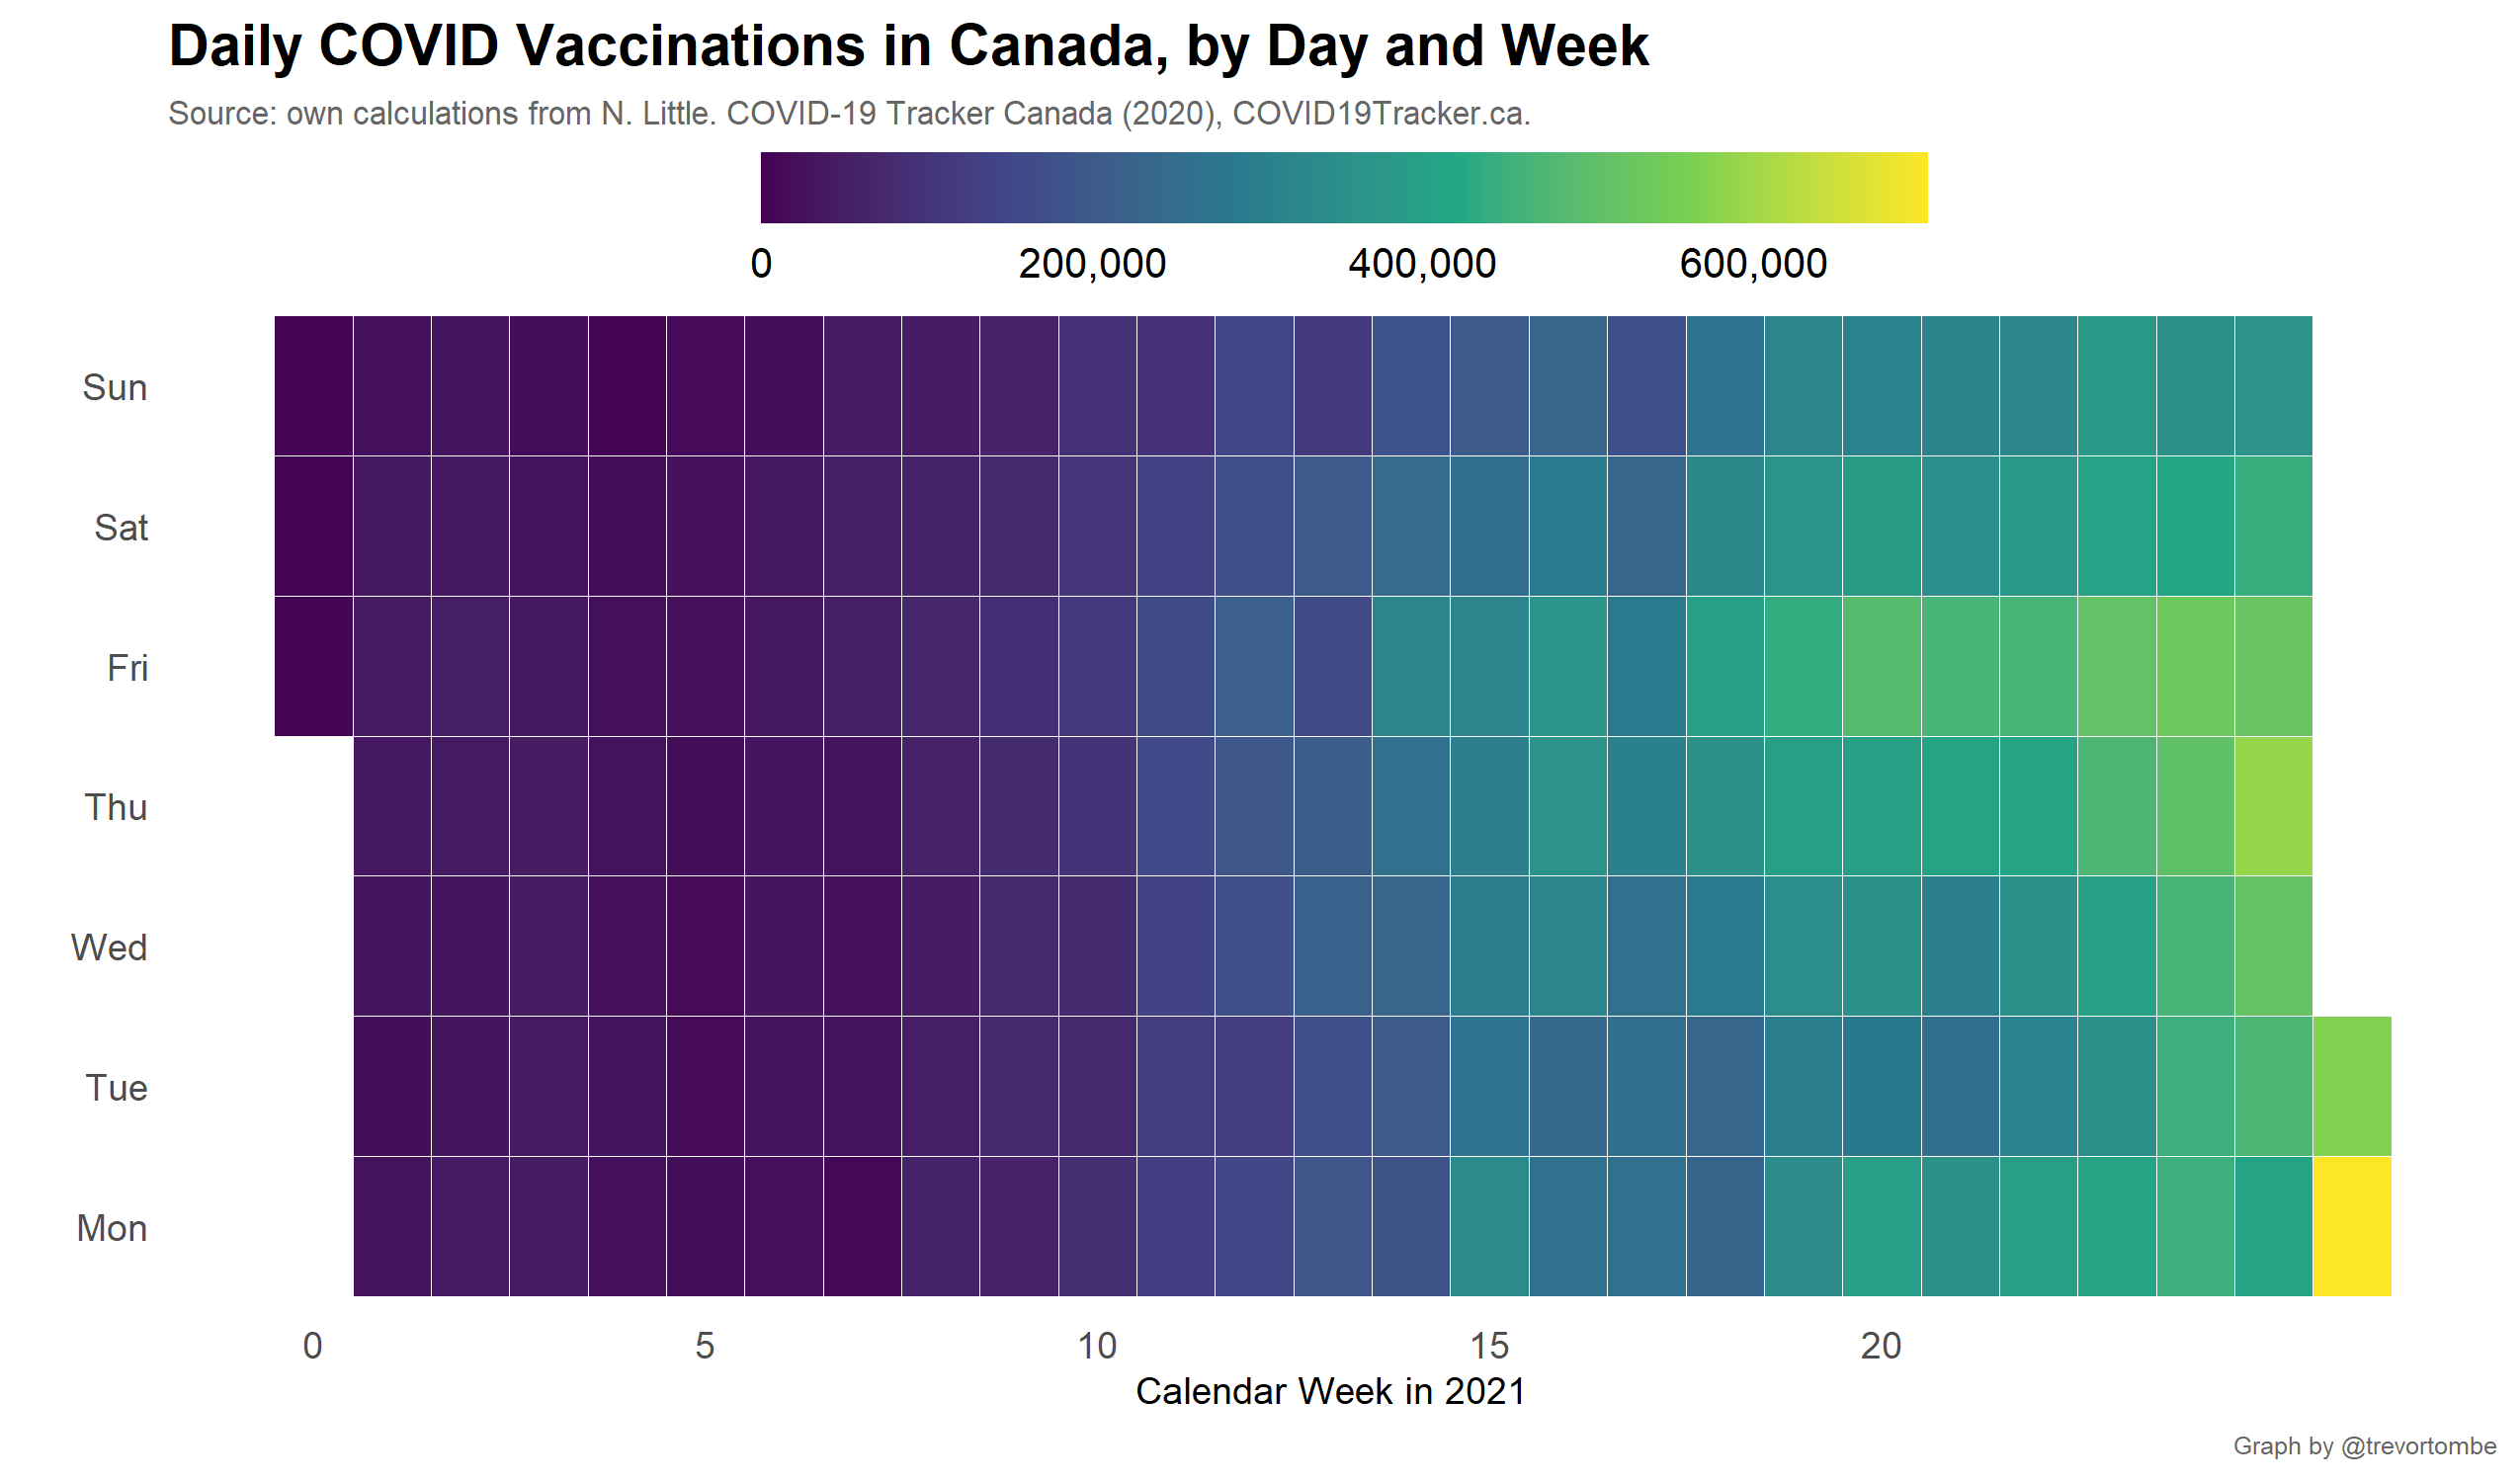 Daily COVID Vaccinations in Canada, by Day and Week
Source: own calculations from N. Little. COVID-19 Tracker Canada (2020), COVID19Tracker.ca.
0 200,000 400,000 600,000
Sun
Sat
Fri
Thu
Wed
Tue
Mon
0 5 10 15 20
Calendar Week in 2021
Graph by @trevortombe